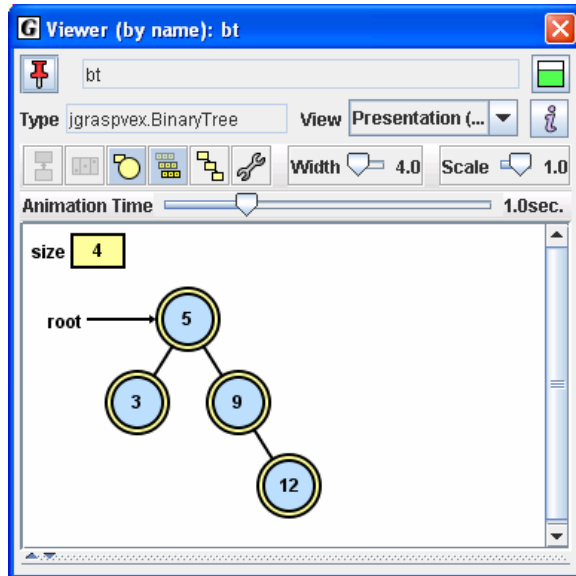 G Viewer (by name): bt
bt
Type jgraspvex.BinaryTree View Presentation (...
Width 4.0 Scale 1.0
Animation Time 1.0sec.
size 4
root 5
3 9
12